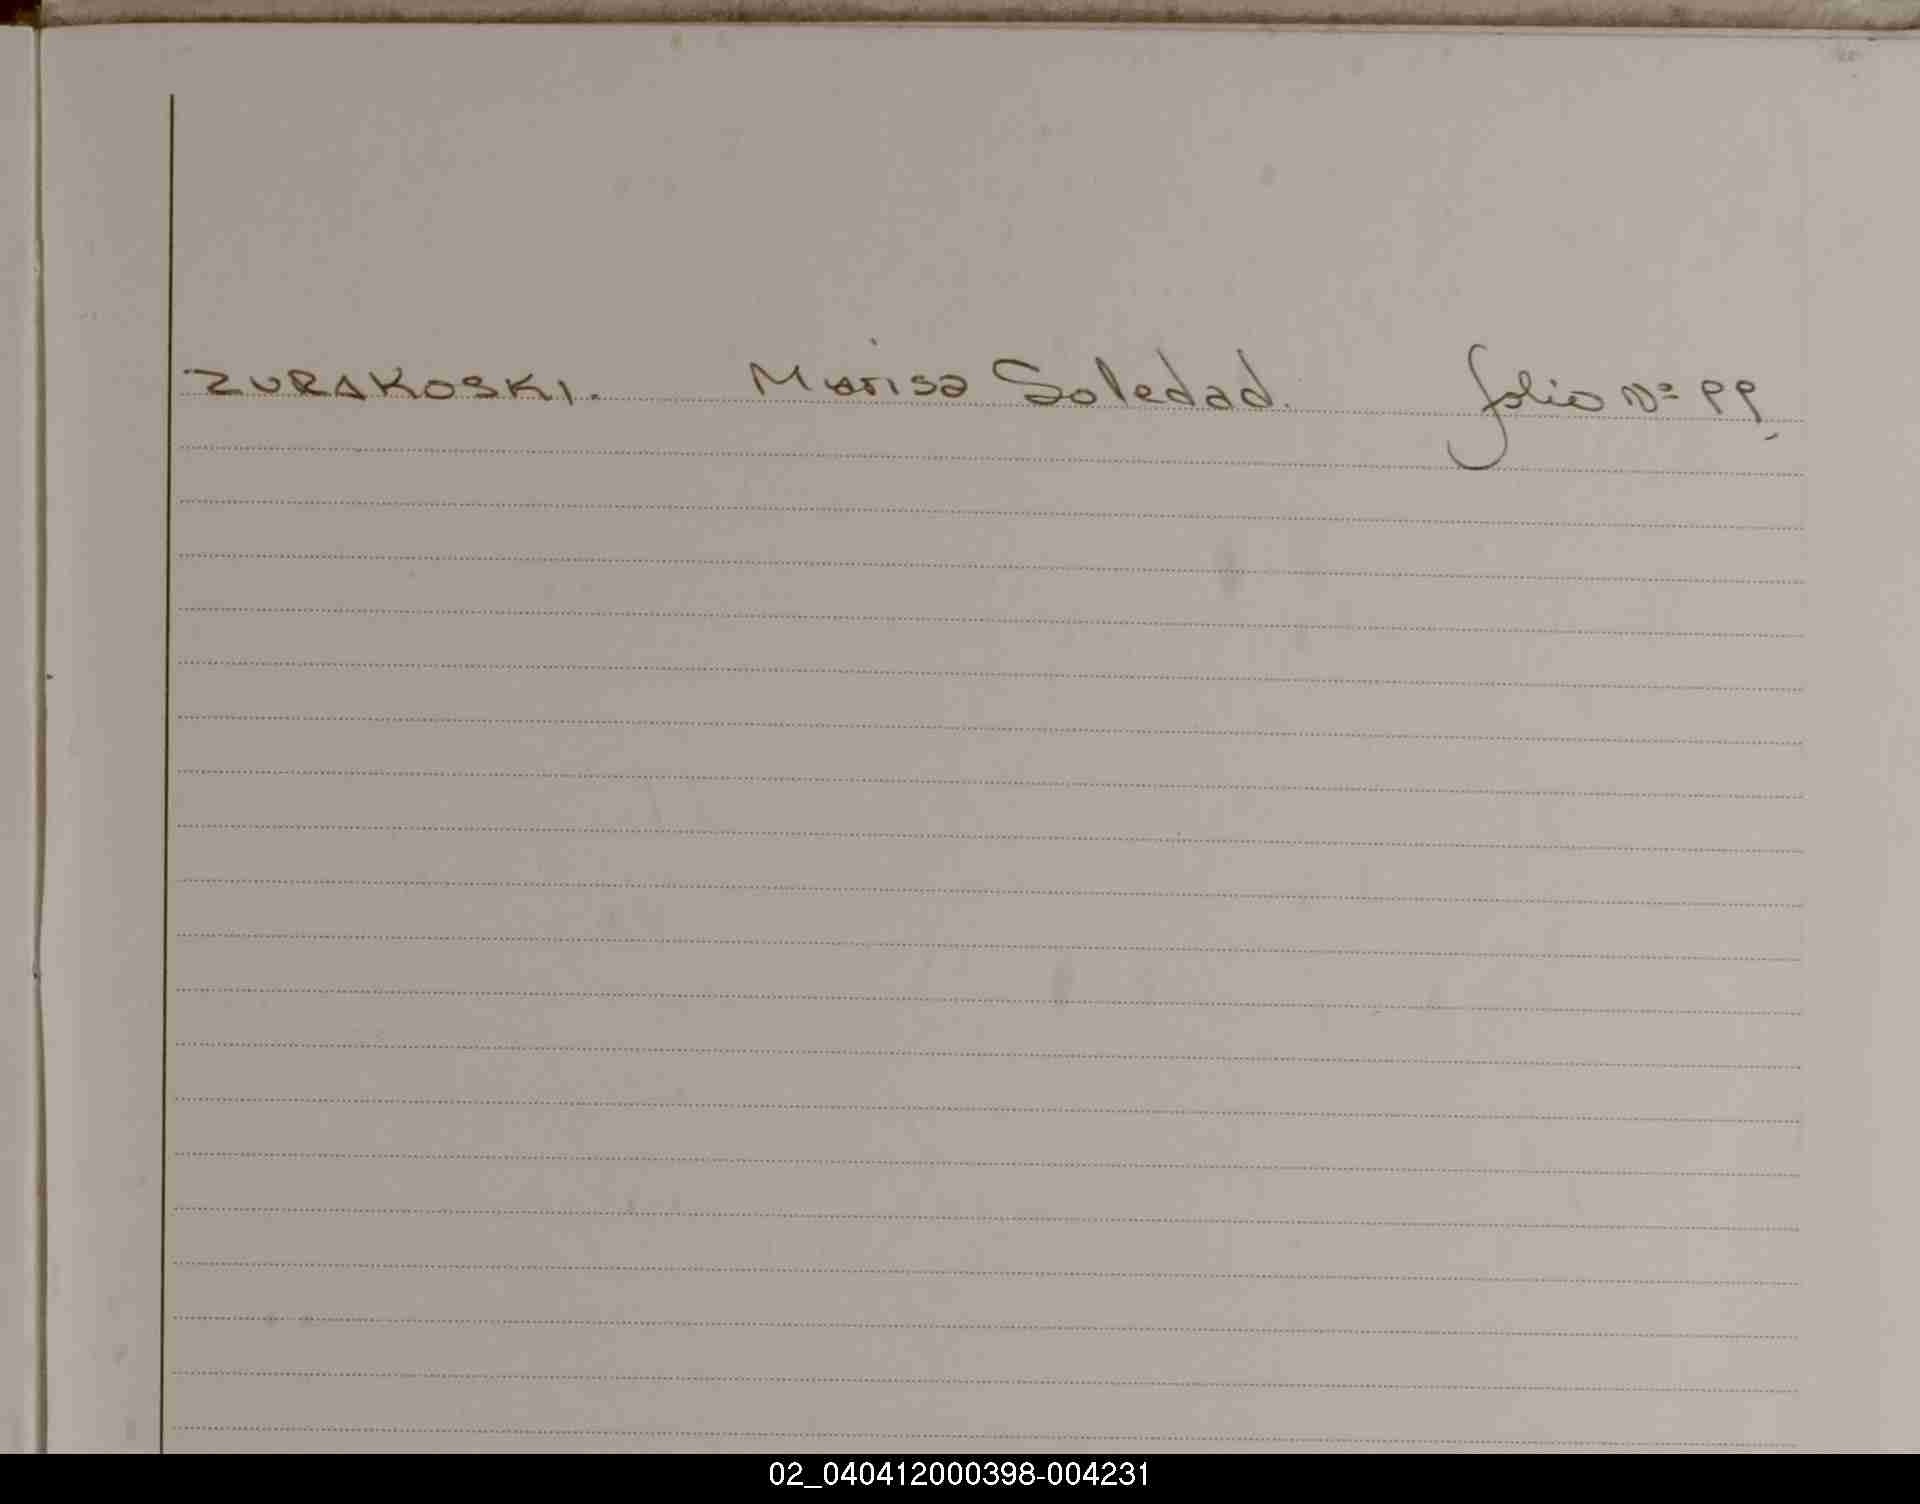 ZURAKOSKI. Marisa Soledad. folio Nº 99.
02_040412000398-004231